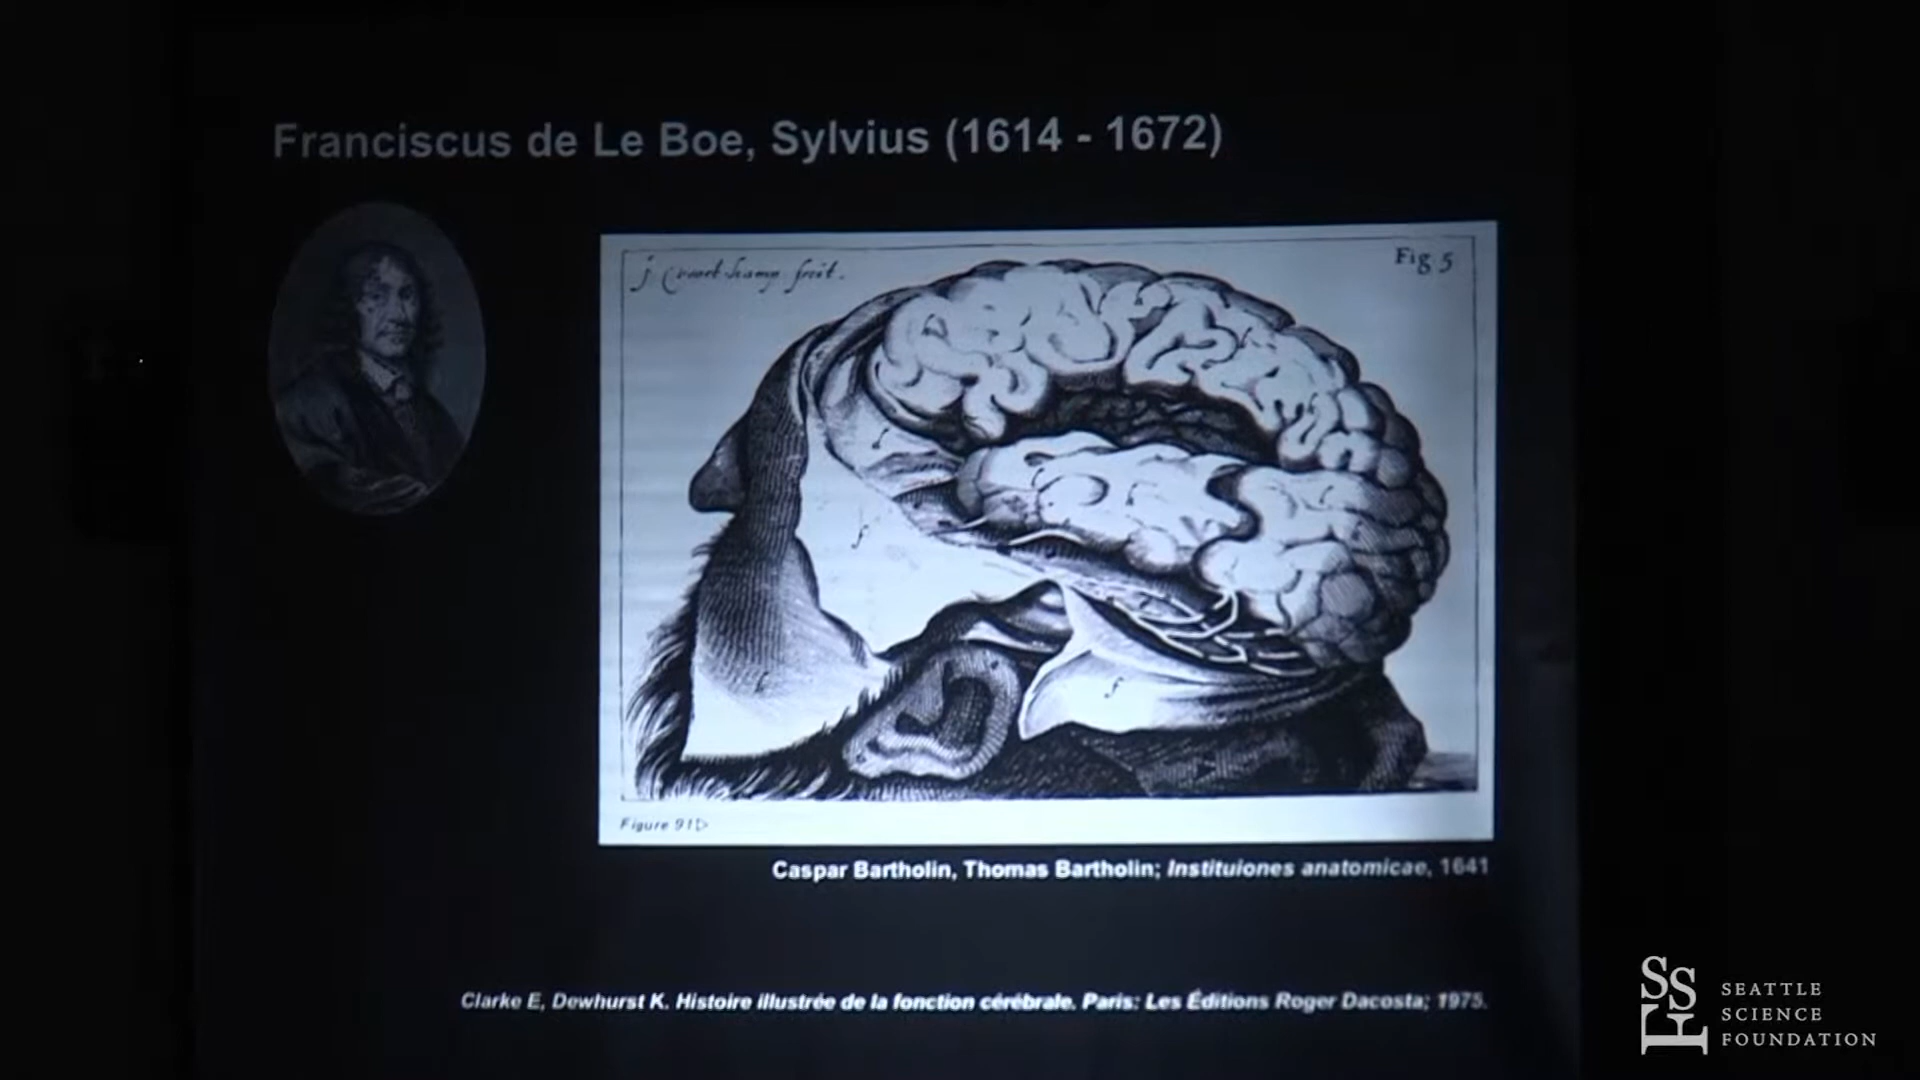 Franciscus de Le Boe, Sylvius (1614 - 1672)
Fig 5
Figure 91
Caspar Bartholin, Thomas Bartholin; Instituiones anatomicae, 1641
Clarke E, Dewhurst K. Histoire illustrée de la fonction cérébrale. Paris: Les Éditions Roger Dacosta; 1975.
SSF
SEATTLE
SCIENCE
FOUNDATION